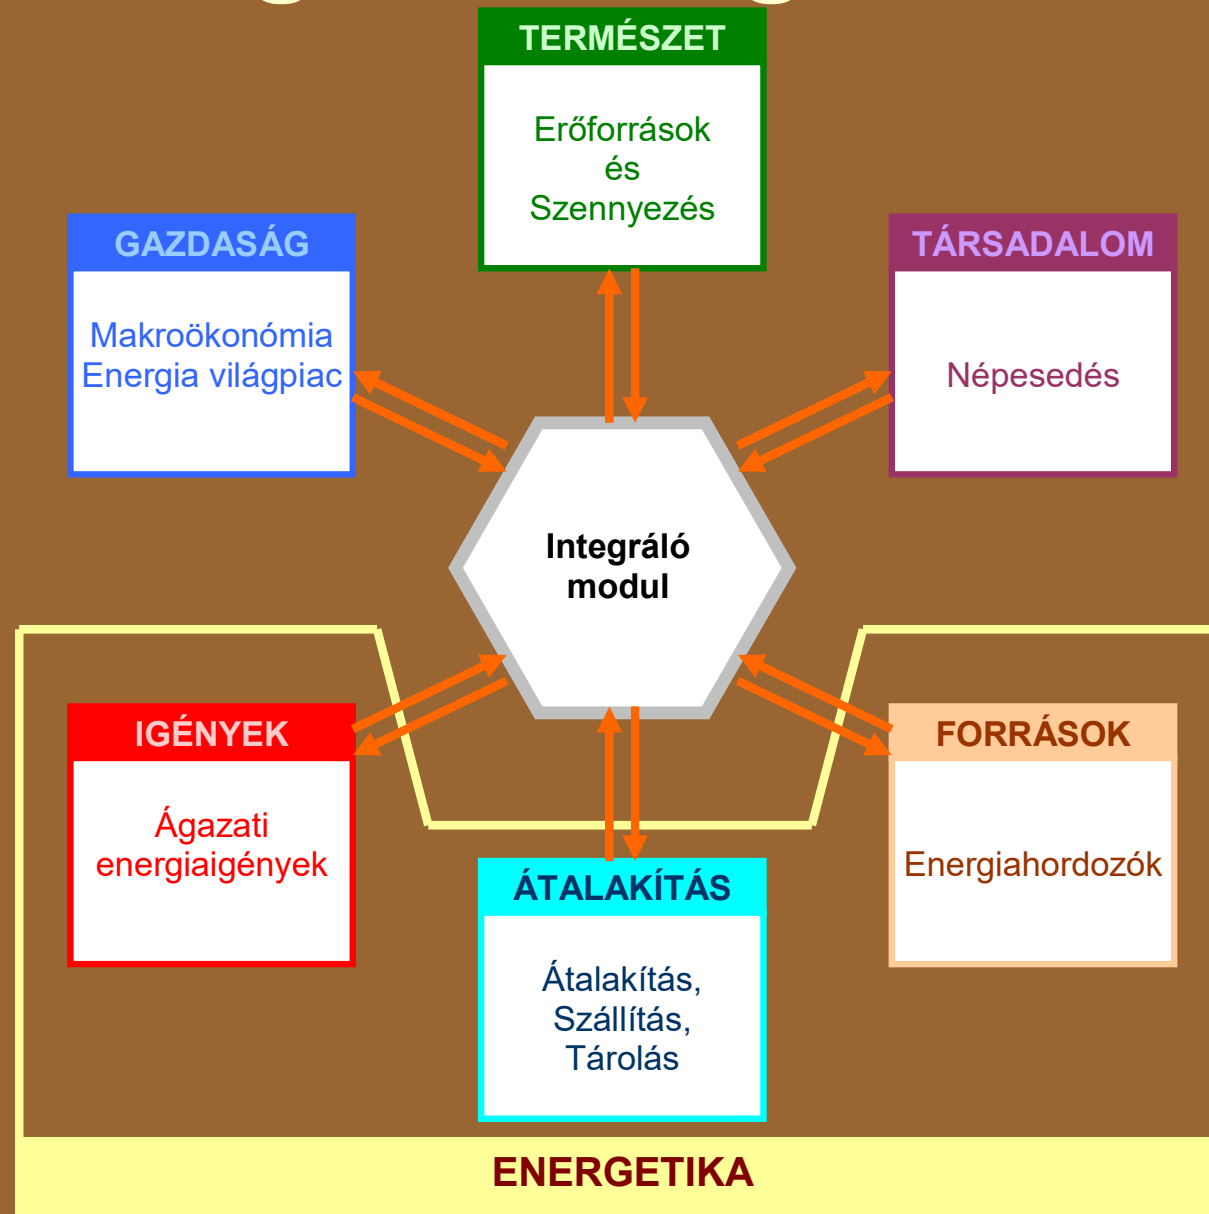 TERMÉSZET
Erőforrások
és
Szennyezés
GAZDASÁG
Makroökonómia
Energia világpiac
TÁRSADALOM
Népesedés
Integráló
modul
IGÉNYEK
Ágazati
energiaigények
FORRÁSOK
Energiahordozók
ÁTALAKÍTÁS
Átalakítás,
Szállítás,
Tárolás
ENERGETIKA